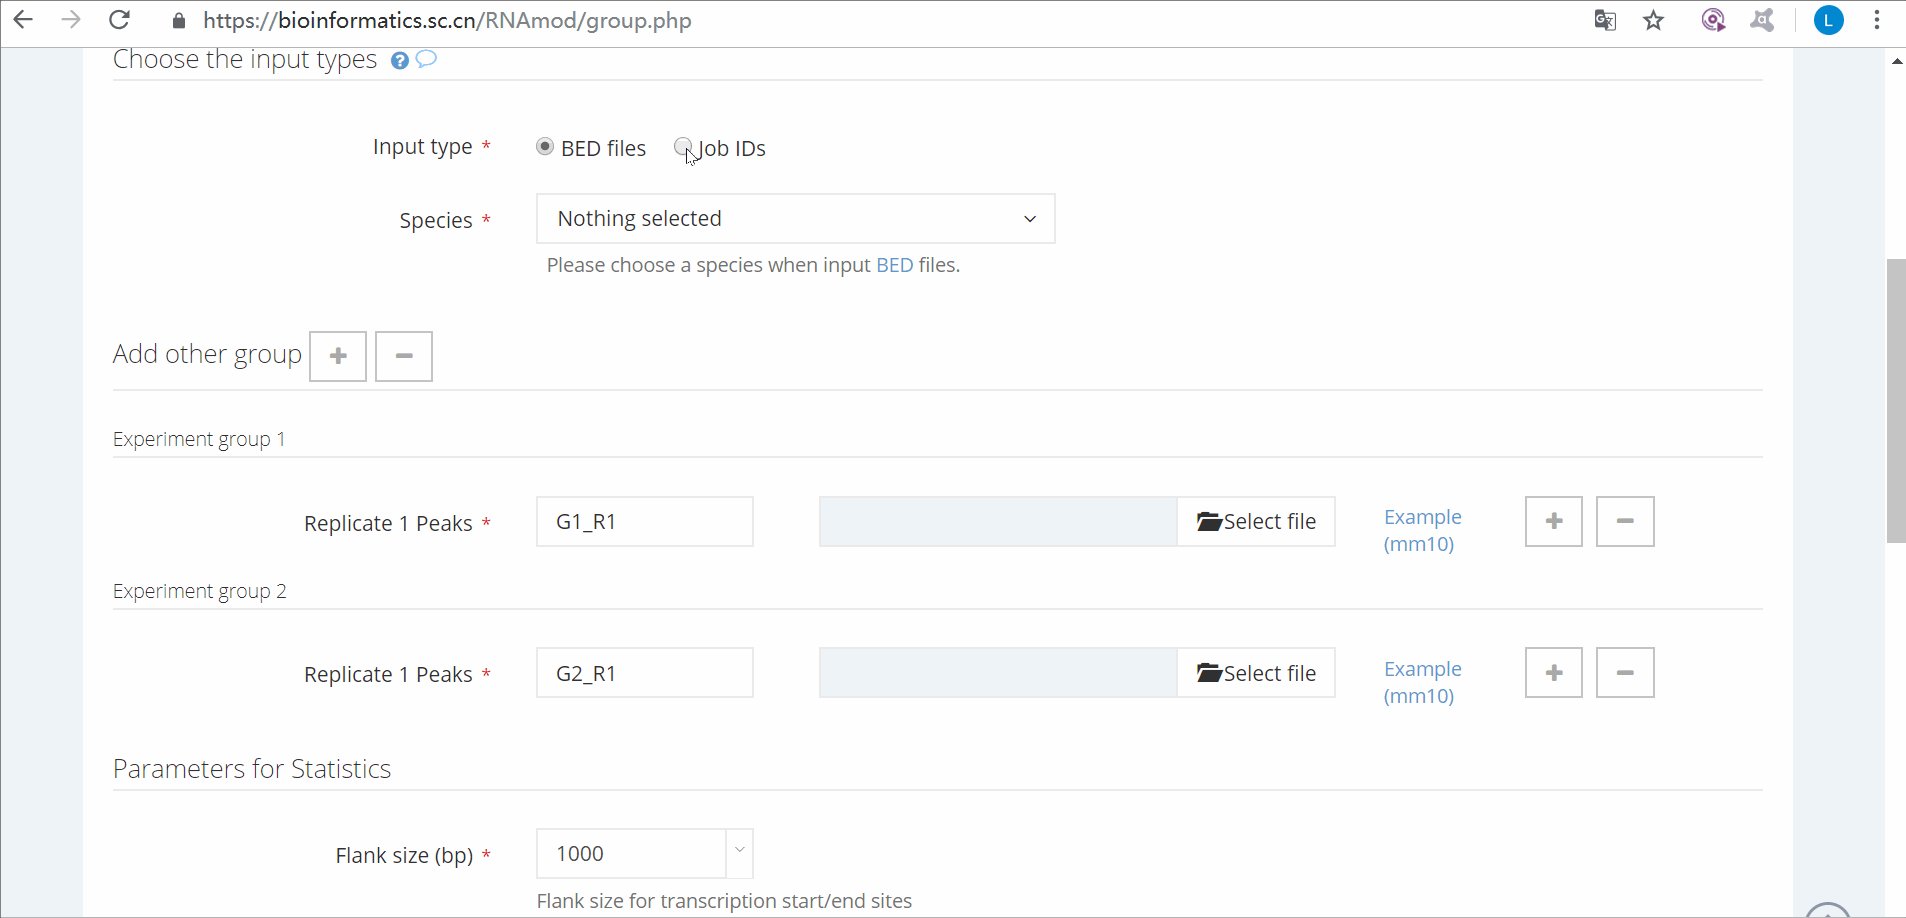 https://bioinformatics.sc.cn/RNAmod/group.php
L
Choose the input types
Input type * BED files Job IDs
Species * Nothing selected
Please choose a species when input BED files.
Add other group + −
Experiment group 1
Replicate 1 Peaks * G1_R1 Select file Example (mm10) + −
Experiment group 2
Replicate 1 Peaks * G2_R1 Select file Example (mm10) + −
Parameters for Statistics
Flank size (bp) * 1000
Flank size for transcription start/end sites